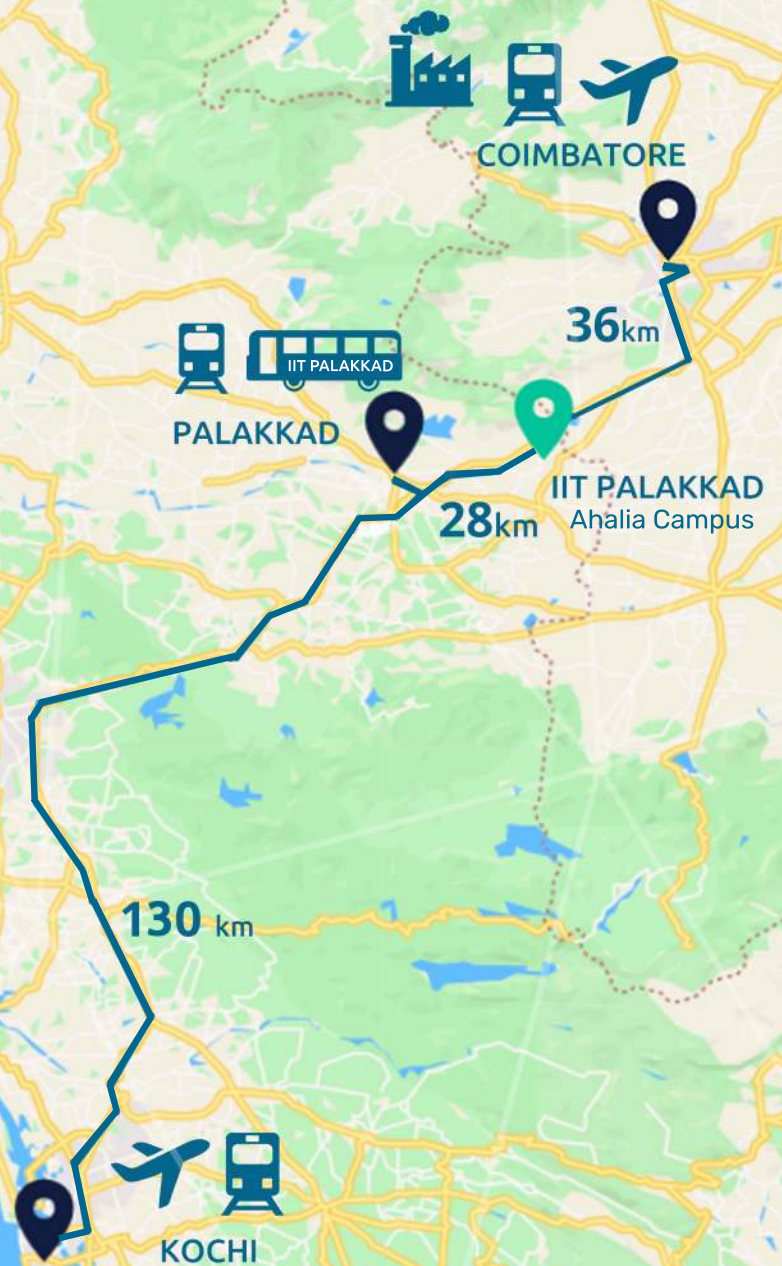 COIMBATORE
36km
IIT PALAKKAD
PALAKKAD
IIT PALAKKAD
Ahalia Campus
28km
130 km
KOCHI